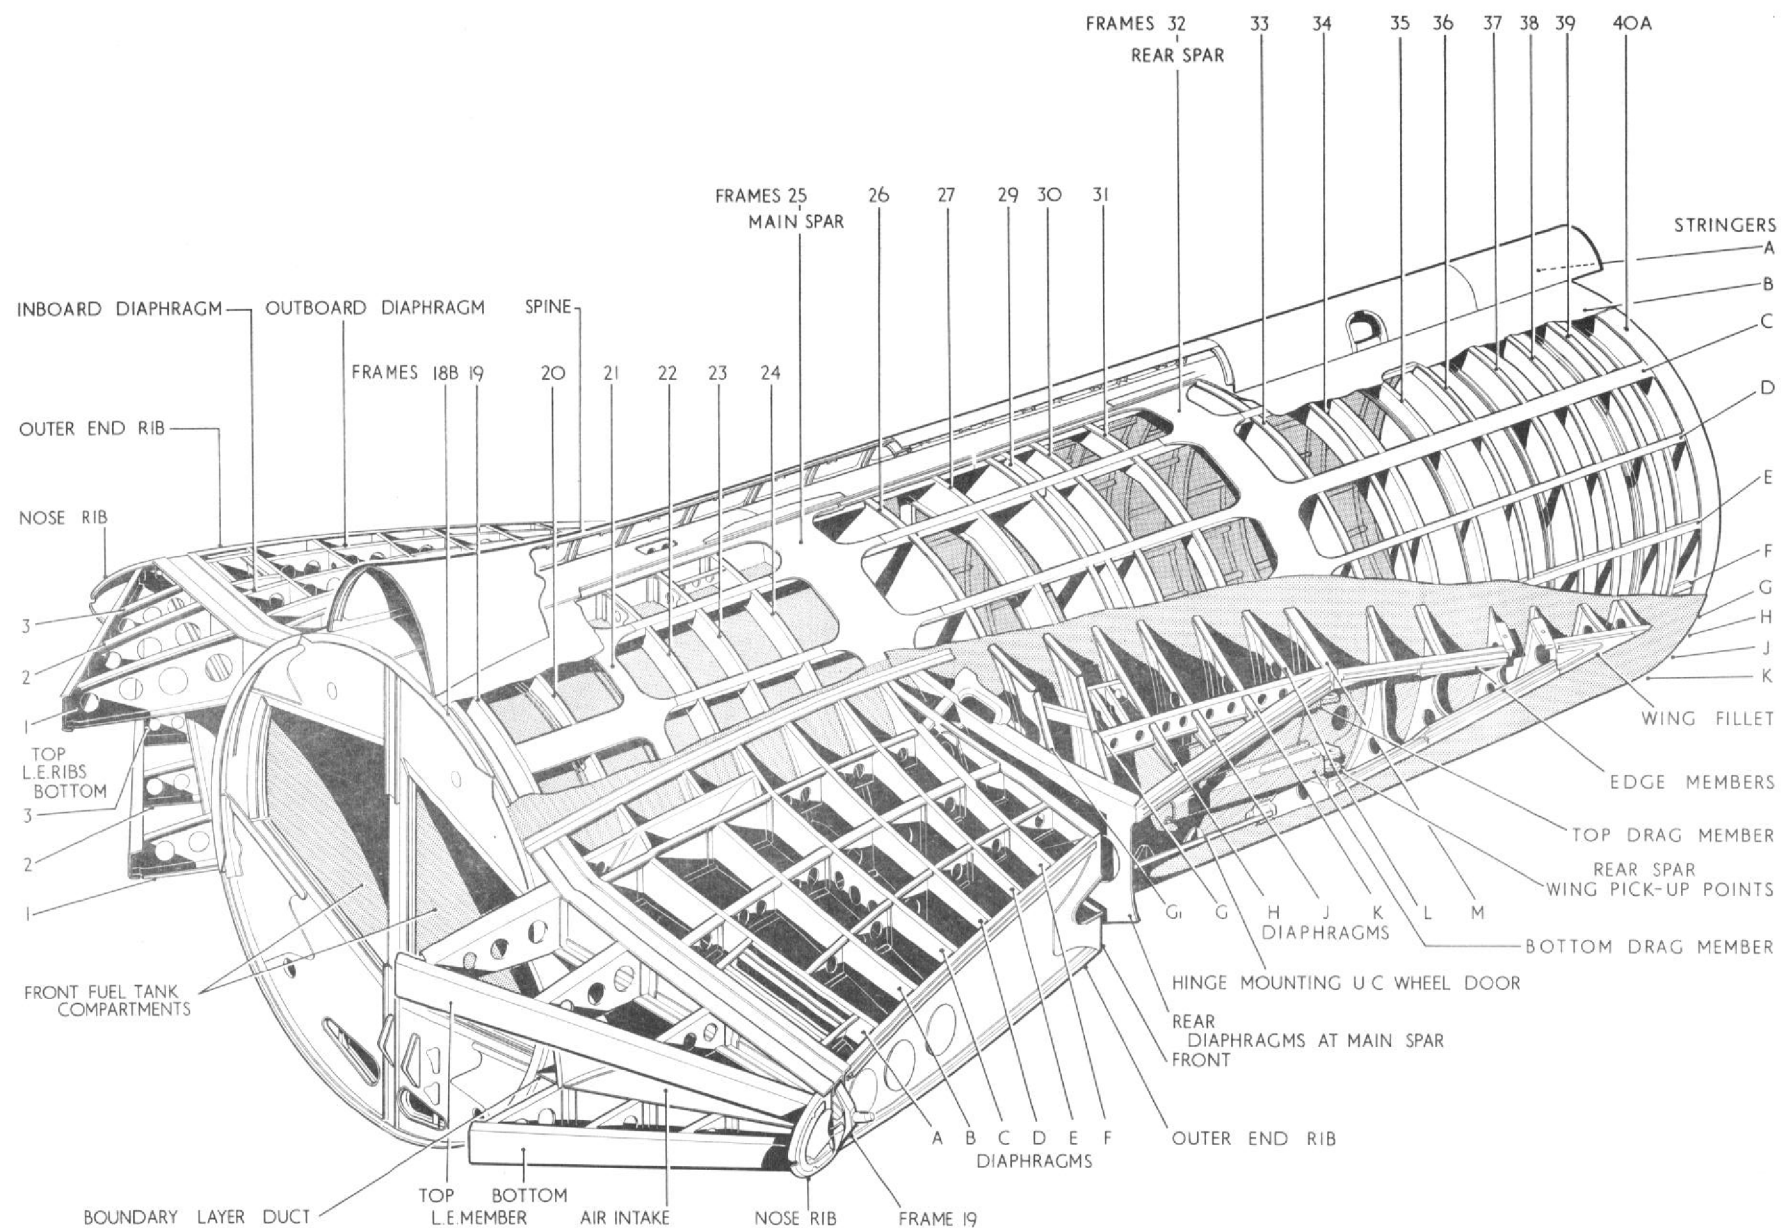 FRAMES 32 33 34 35 36 37 38 39 40A
REAR SPAR
FRAMES 25 26 27 29 30 31
MAIN SPAR
STRINGERS
A
B
C
D
E
F
G
H
J
K
INBOARD DIAPHRAGM
OUTBOARD DIAPHRAGM
SPINE
FRAMES 18B 19 20 21 22 23 24
OUTER END RIB
NOSE RIB
3
2
1
TOP
L.E.RIBS
BOTTOM
3
2
1
FRONT FUEL TANK
COMPARTMENTS
WING FILLET
EDGE MEMBERS
TOP DRAG MEMBER
REAR SPAR
WING PICK-UP POINTS
G1 G H J K L M
DIAPHRAGMS
BOTTOM DRAG MEMBER
HINGE MOUNTING U C WHEEL DOOR
REAR
DIAPHRAGMS AT MAIN SPAR
FRONT
A B C D E F
DIAPHRAGMS
OUTER END RIB
TOP BOTTOM
L.E.MEMBER
BOUNDARY LAYER DUCT
AIR INTAKE
NOSE RIB
FRAME 19